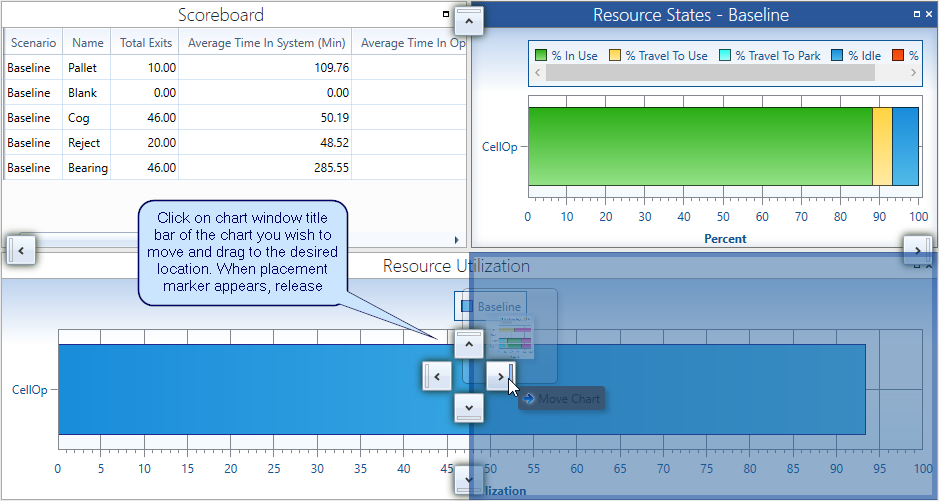 Scoreboard
Scenario Name Total Exits Average Time In System (Min) Average Time In Op
Baseline Pallet 10.00 109.76
Baseline Blank 0.00 0.00
Baseline Cog 46.00 50.19
Baseline Reject 20.00 48.52
Baseline Bearing 46.00 285.55
Resource States - Baseline
% In Use % Travel To Use % Travel To Park % Idle %
CellOp
0 10 20 30 40 50 60 70 80 90 100
Percent
Click on chart window title
bar of the chart you wish to
move and drag to the desired
location. When placement
marker appears, release
Resource Utilization
Baseline
CellOp
Move Chart
0 5 10 15 20 25 30 35 40 45 50 55 60 65 70 75 80 85 90 95 100
ilization